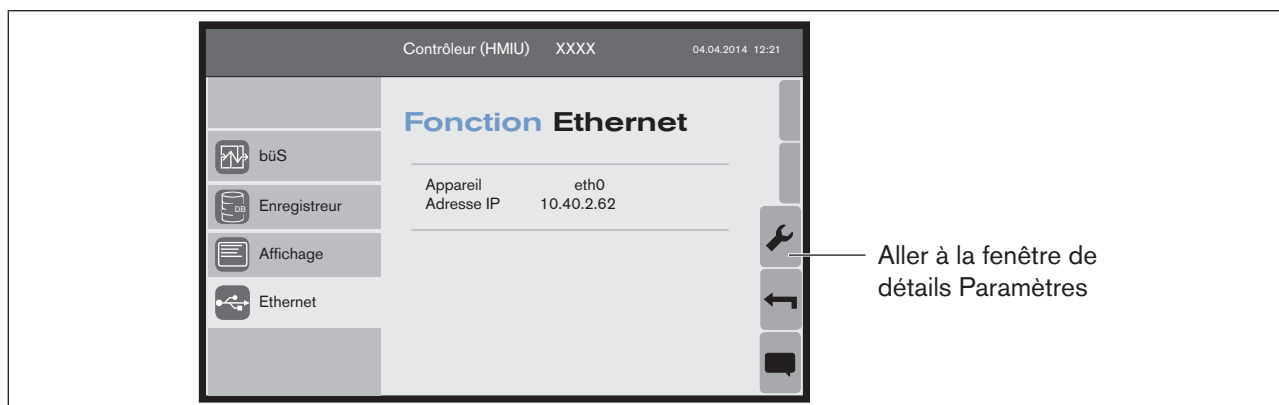 Contrôleur (HMIU) XXXX 04.04.2014 12:21
Fonction Ethernet
büS
Enregistreur
DB
Affichage
Ethernet
Appareil eth0
Adresse IP 10.40.2.62
Aller à la fenêtre de
détails Paramètres